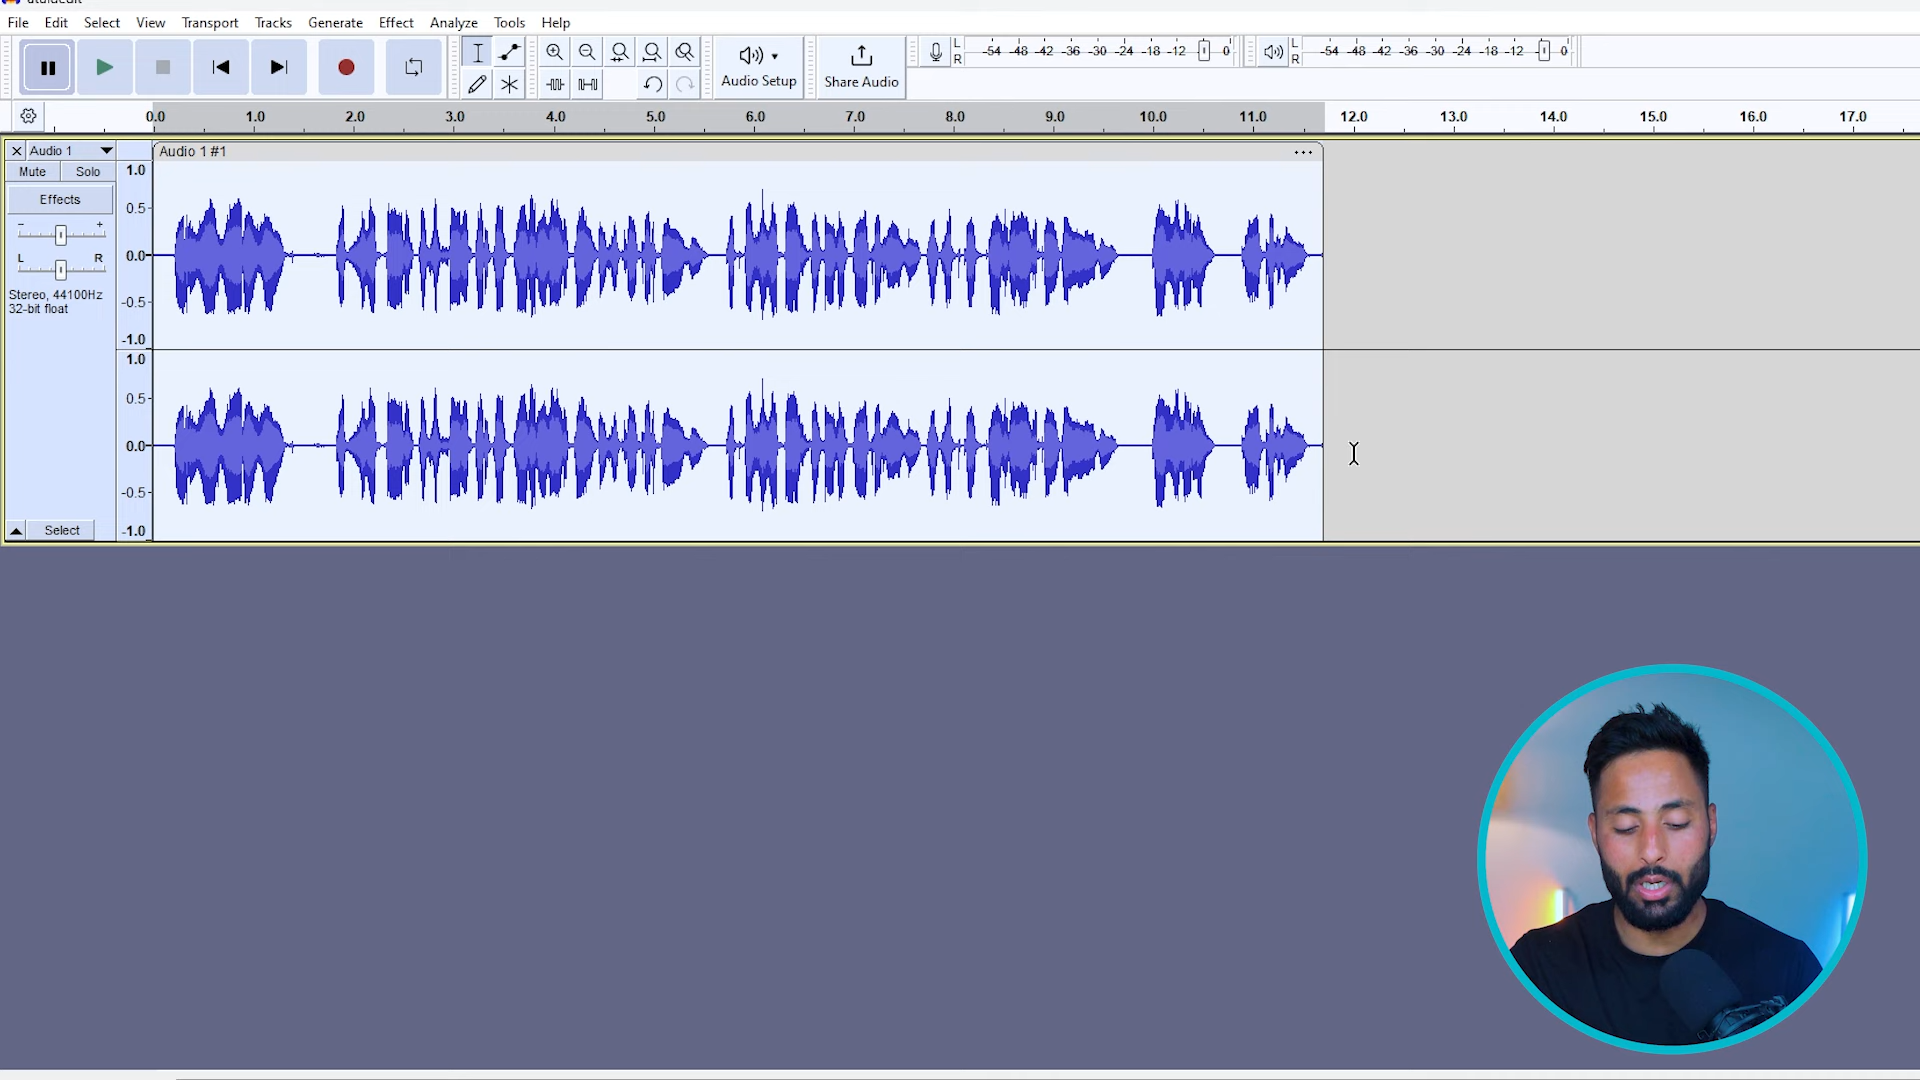 File Edit Select View Transport Tracks Generate Effect Analyze Tools Help
L
R
-54 -48 -42 -36 -30 -24 -18 -12 0
L
R
-54 -48 -42 -36 -30 -24 -18 -12 0
Audio Setup
Share Audio
0.0 1.0 2.0 3.0 4.0 5.0 6.0 7.0 8.0 9.0 10.0 11.0 12.0 13.0 14.0 15.0 16.0 17.0
Audio 1
Audio 1 #1
Mute Solo
Effects
- +
L R
Stereo, 44100Hz
32-bit float
Select
1.0
0.5
0.0
-0.5
-1.0
1.0
0.5
0.0
-0.5
-1.0